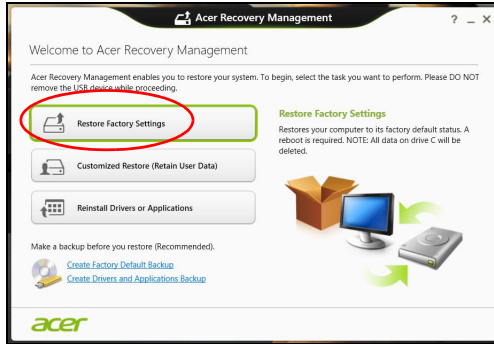 Acer Recovery Management
? _ X
Welcome to Acer Recovery Management
Acer Recovery Management enables you to restore your system. To begin, select the task you want to perform. Please DO NOT
remove the USB device while proceeding.
Restore Factory Settings
Customized Restore (Retain User Data)
Reinstall Drivers or Applications
Restore Factory Settings
Restores your computer to its factory default status. A
reboot is required. NOTE: All data on drive C will be
deleted.
Make a backup before you restore (Recommended).
Create Factory Default Backup
Create Drivers and Applications Backup
acer